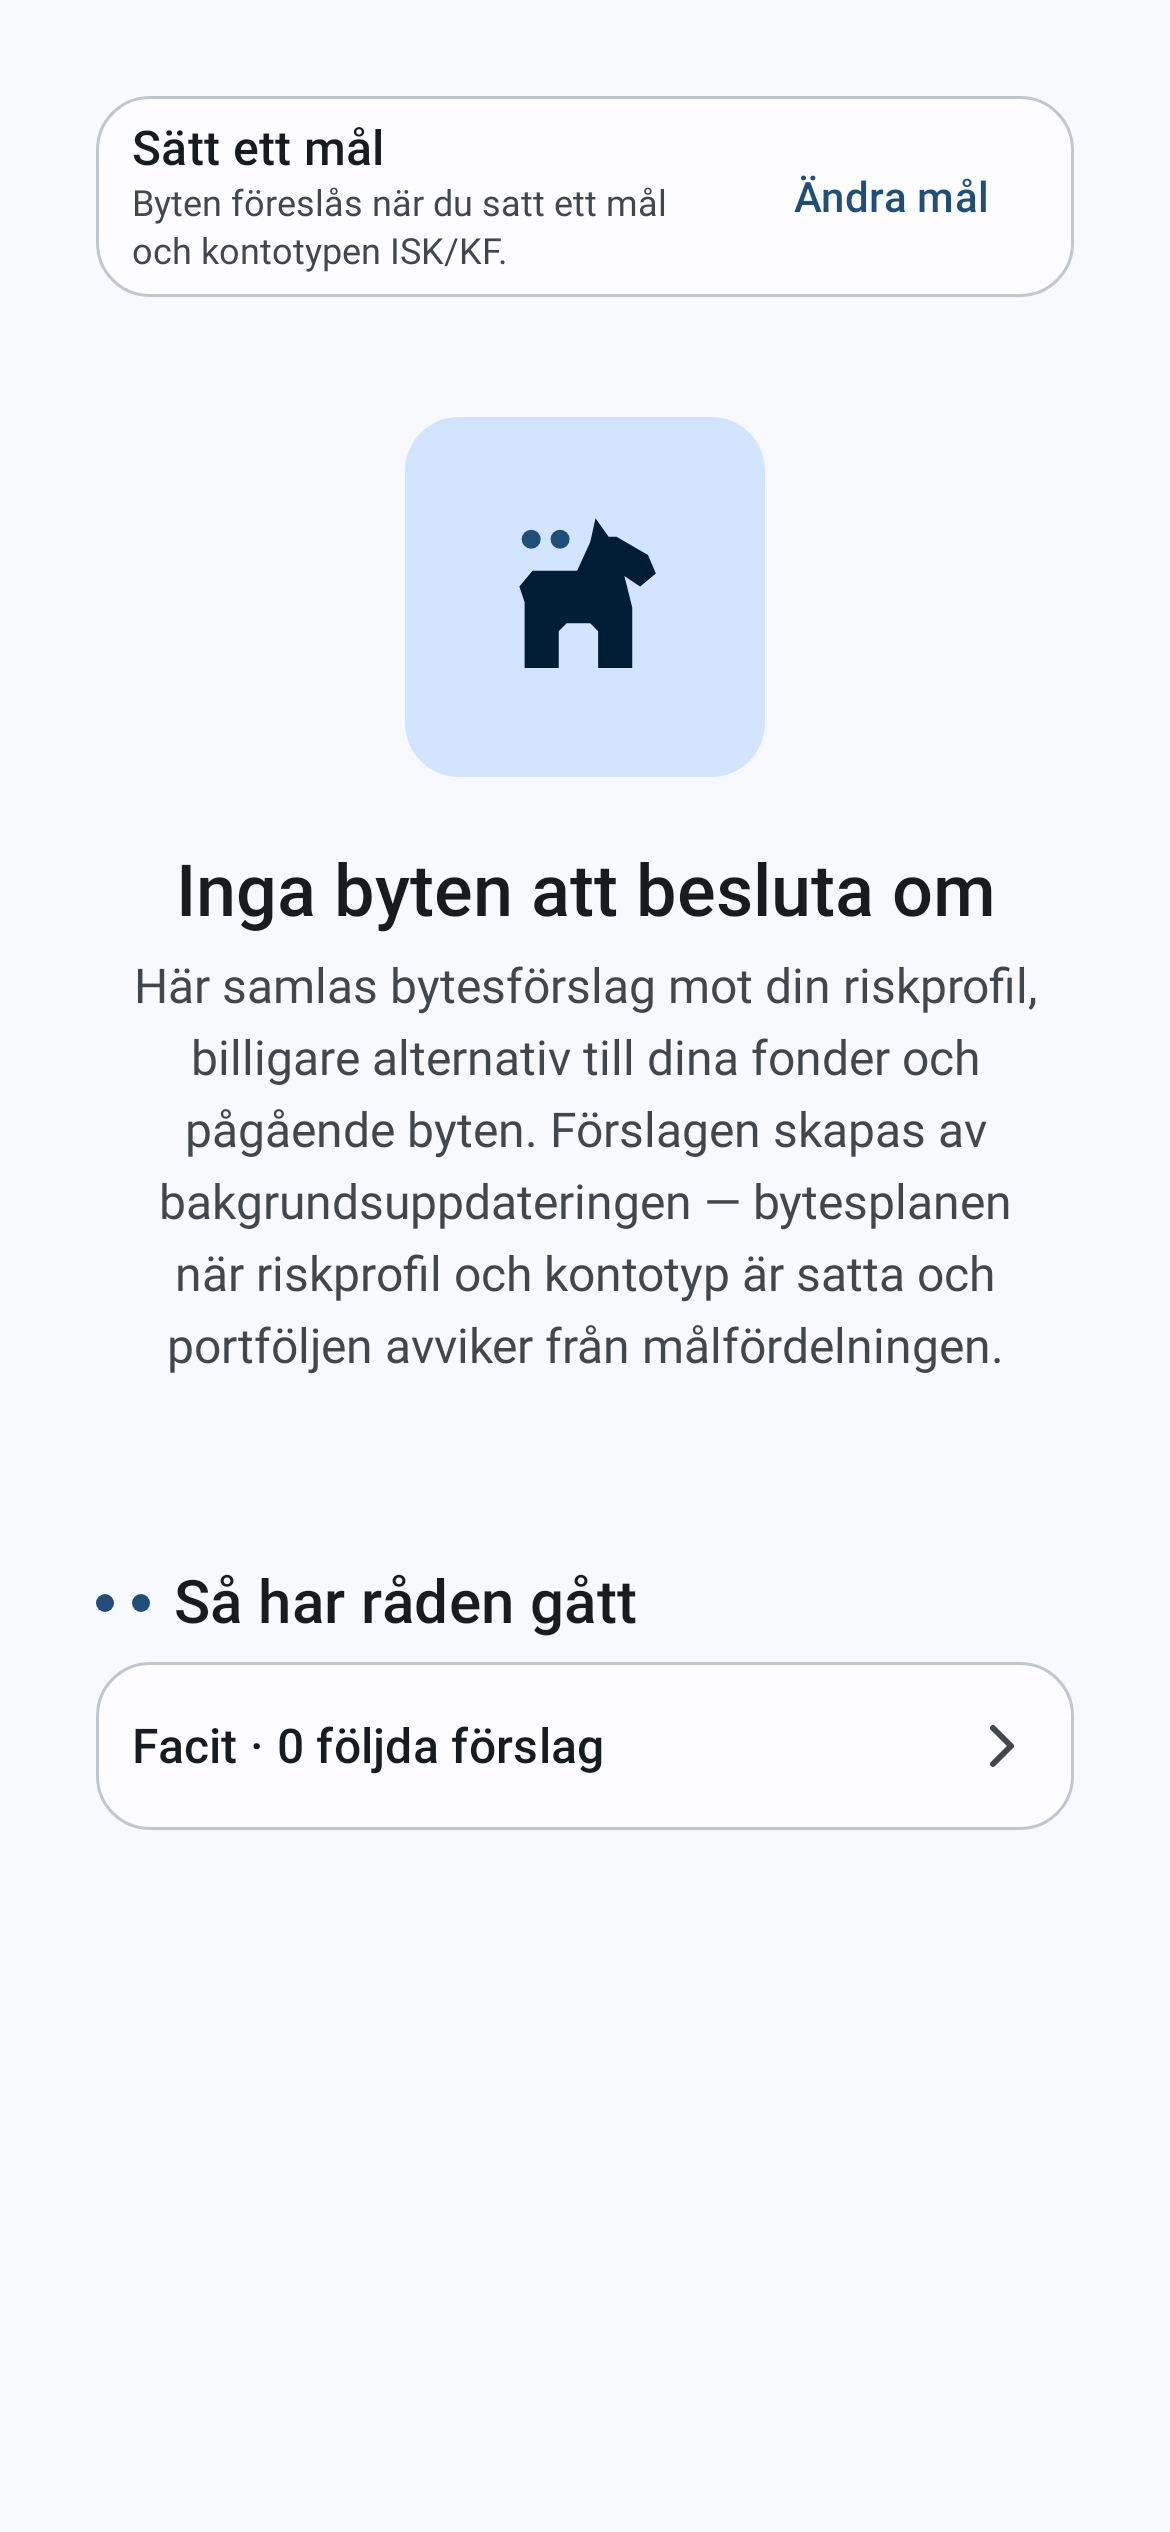 Sätt ett mål
Byten föreslås när du satt ett mål
och kontotypen ISK/KF.
Ändra mål
Inga byten att besluta om
Här samlas bytesförslag mot din riskprofil,
billigare alternativ till dina fonder och
pågående byten. Förslagen skapas av
bakgrundsuppdateringen — bytesplanen
när riskprofil och kontotyp är satta och
portföljen avviker från målfördelningen.
Så har råden gått
Facit · 0 följda förslag